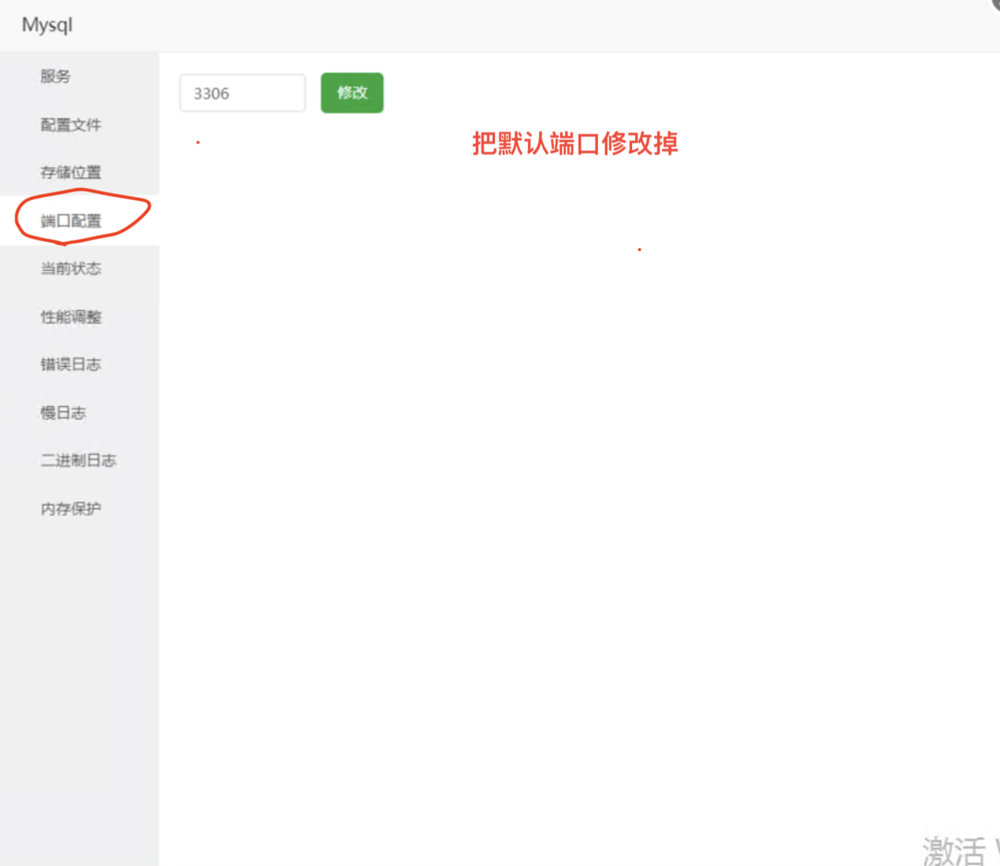 Mysql
服务
3306
修改
配置文件
把默认端口修改掉
存储位置
端口配置
当前状态
性能调整
错误日志
慢日志
二进制日志
内存保护
激活